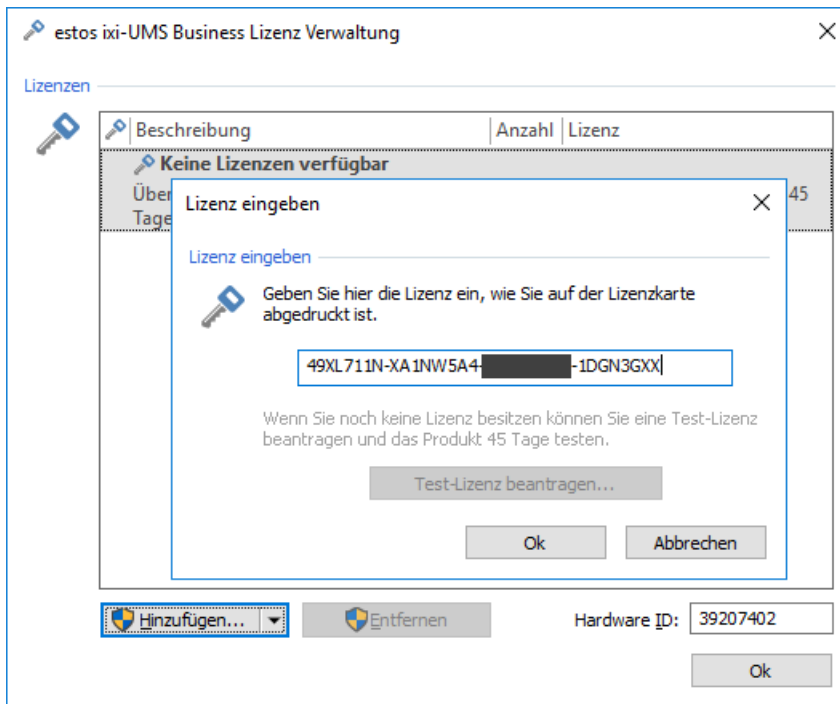 estos ixi-UMS Business Lizenz Verwaltung
Lizenzen
Beschreibung Anzahl Lizenz
Keine Lizenzen verfügbar
45
Lizenz eingeben
Lizenz eingeben
Geben Sie hier die Lizenz ein, wie Sie auf der Lizenzkarte
abgedruckt ist.
49XL711N-XA1NW5A4- -1DGN3GXX
Wenn Sie noch keine Lizenz besitzen können Sie eine Test-Lizenz
beantragen und das Produkt 45 Tage testen.
Test-Lizenz beantragen...
Ok Abbrechen
Hinzufügen... Entfernen Hardware ID: 39207402
Ok